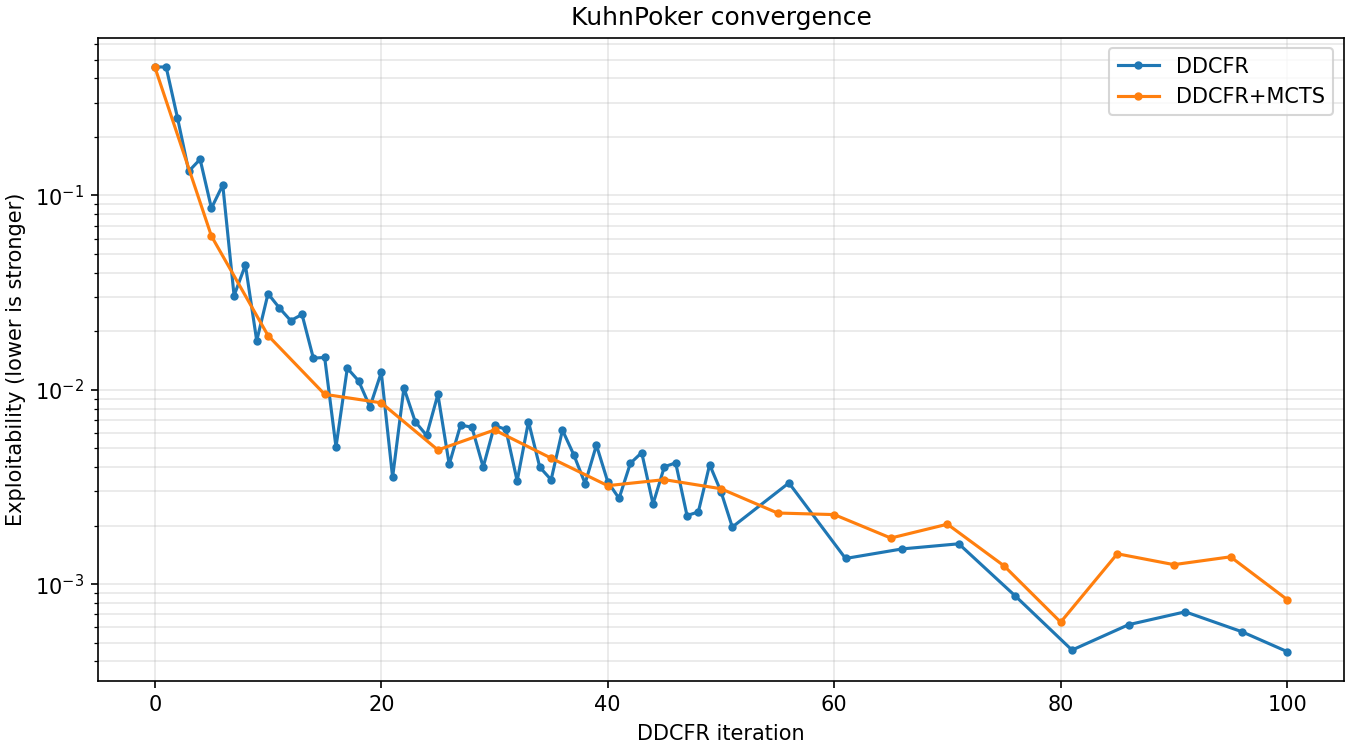 KuhnPoker convergence
DDCFR
DDCFR+MCTS
Exploitability (lower is stronger)
10⁻¹
10⁻²
10⁻³
0 20 40 60 80 100
DDCFR iteration